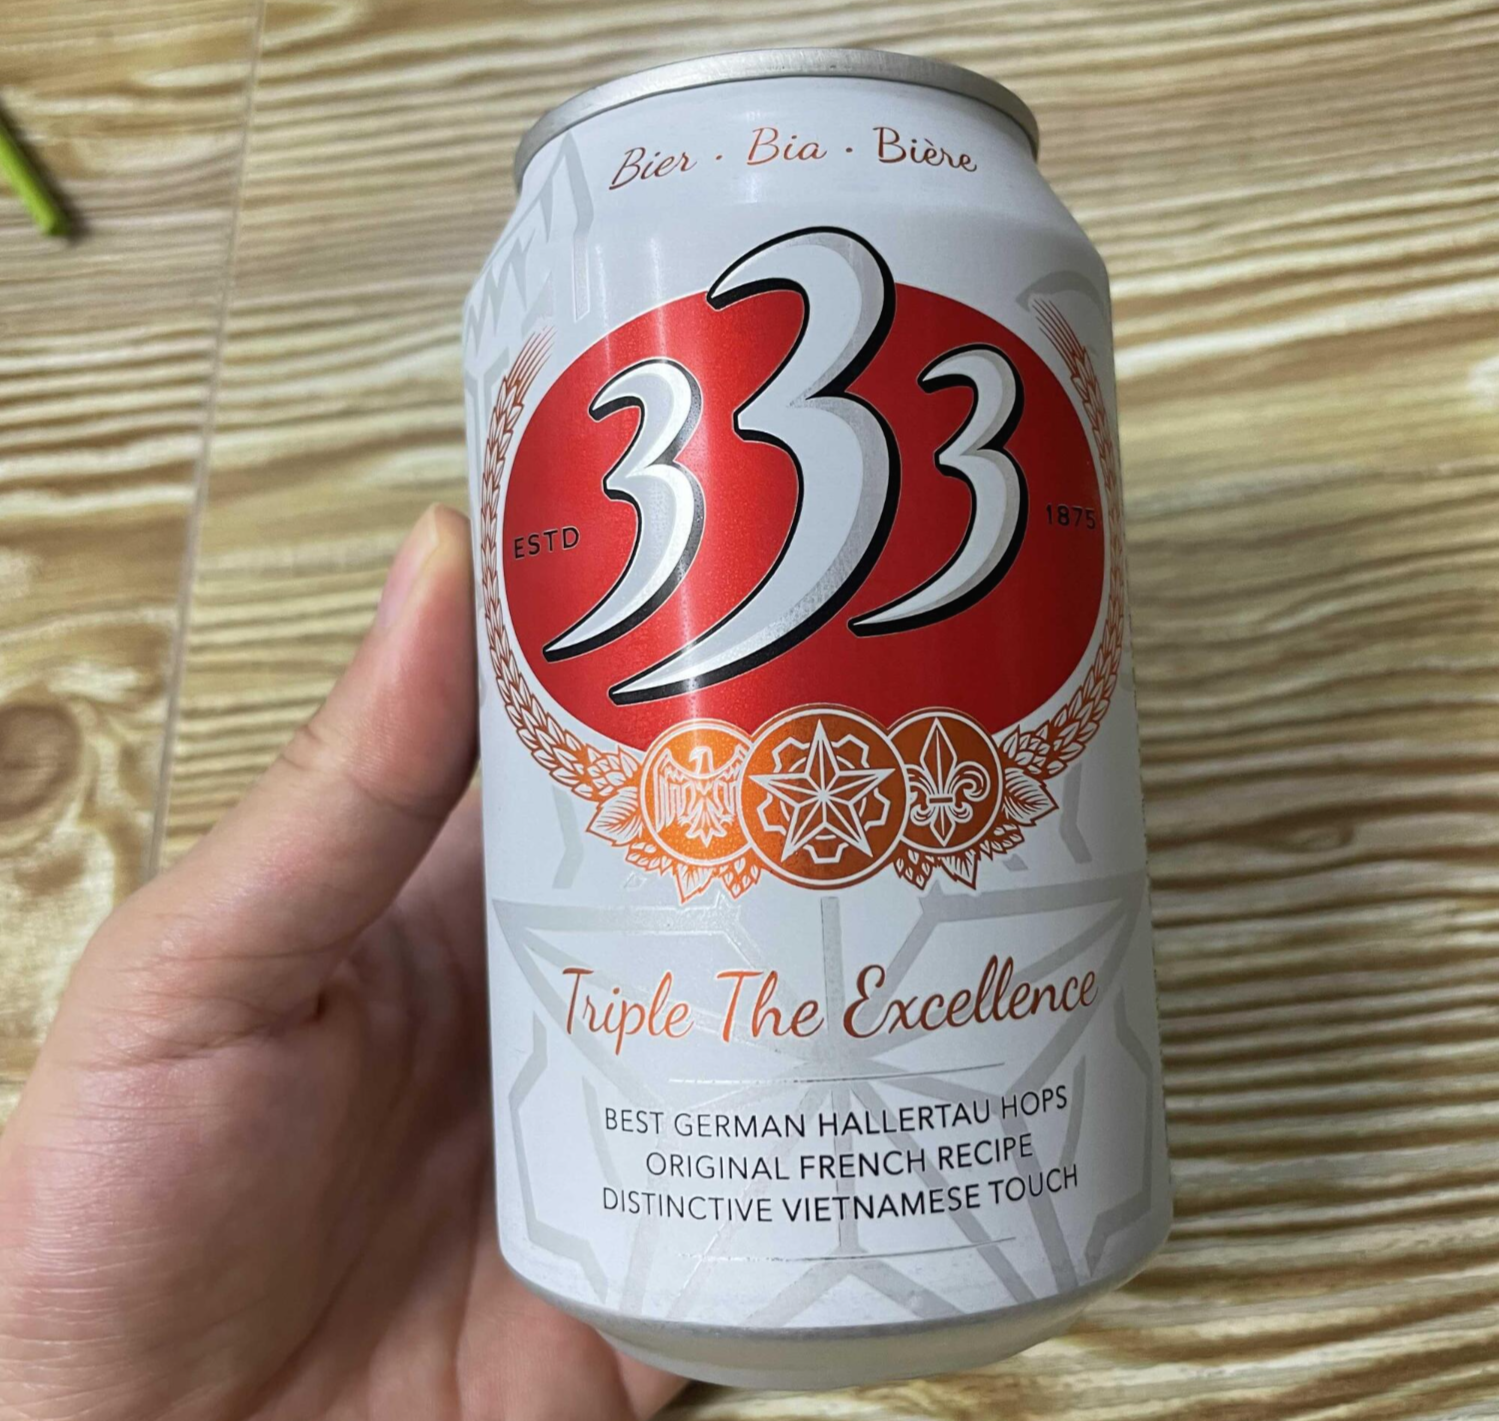 Bier · Bia · Bière
333
ESTD 1875
Triple The Excellence
BEST GERMAN HALLERTAU HOPS
ORIGINAL FRENCH RECIPE
DISTINCTIVE VIETNAMESE TOUCH